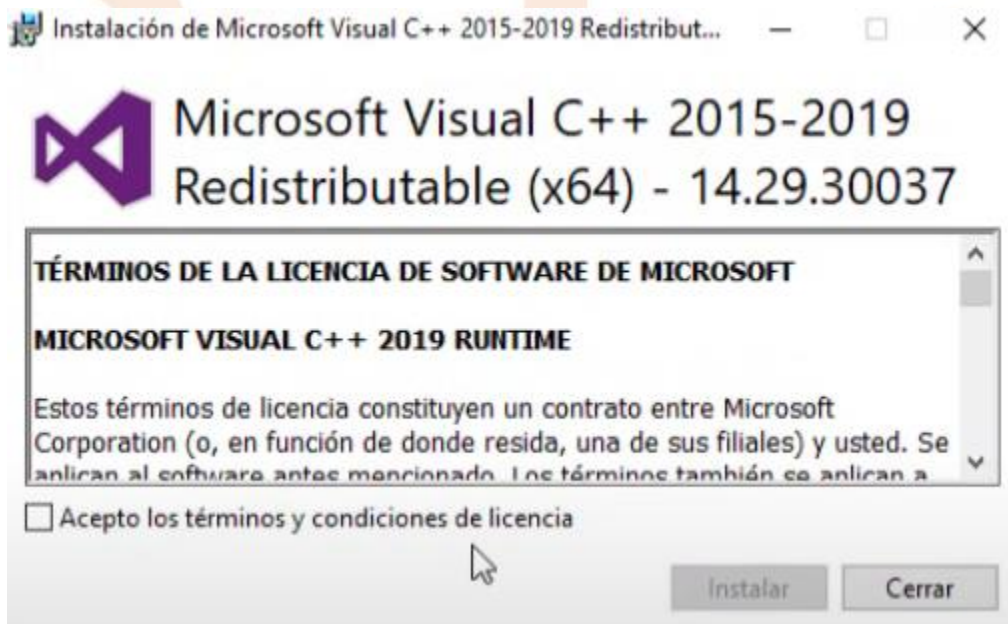 Instalación de Microsoft Visual C++ 2015-2019 Redistribut...
Microsoft Visual C++ 2015-2019
Redistributable (x64) - 14.29.30037
TÉRMINOS DE LA LICENCIA DE SOFTWARE DE MICROSOFT
MICROSOFT VISUAL C++ 2019 RUNTIME
Estos términos de licencia constituyen un contrato entre Microsoft
Corporation (o, en función de donde resida, una de sus filiales) y usted. Se
aplican al software antes mencionado. Los términos también se aplican a
Acepto los términos y condiciones de licencia
Instalar
Cerrar